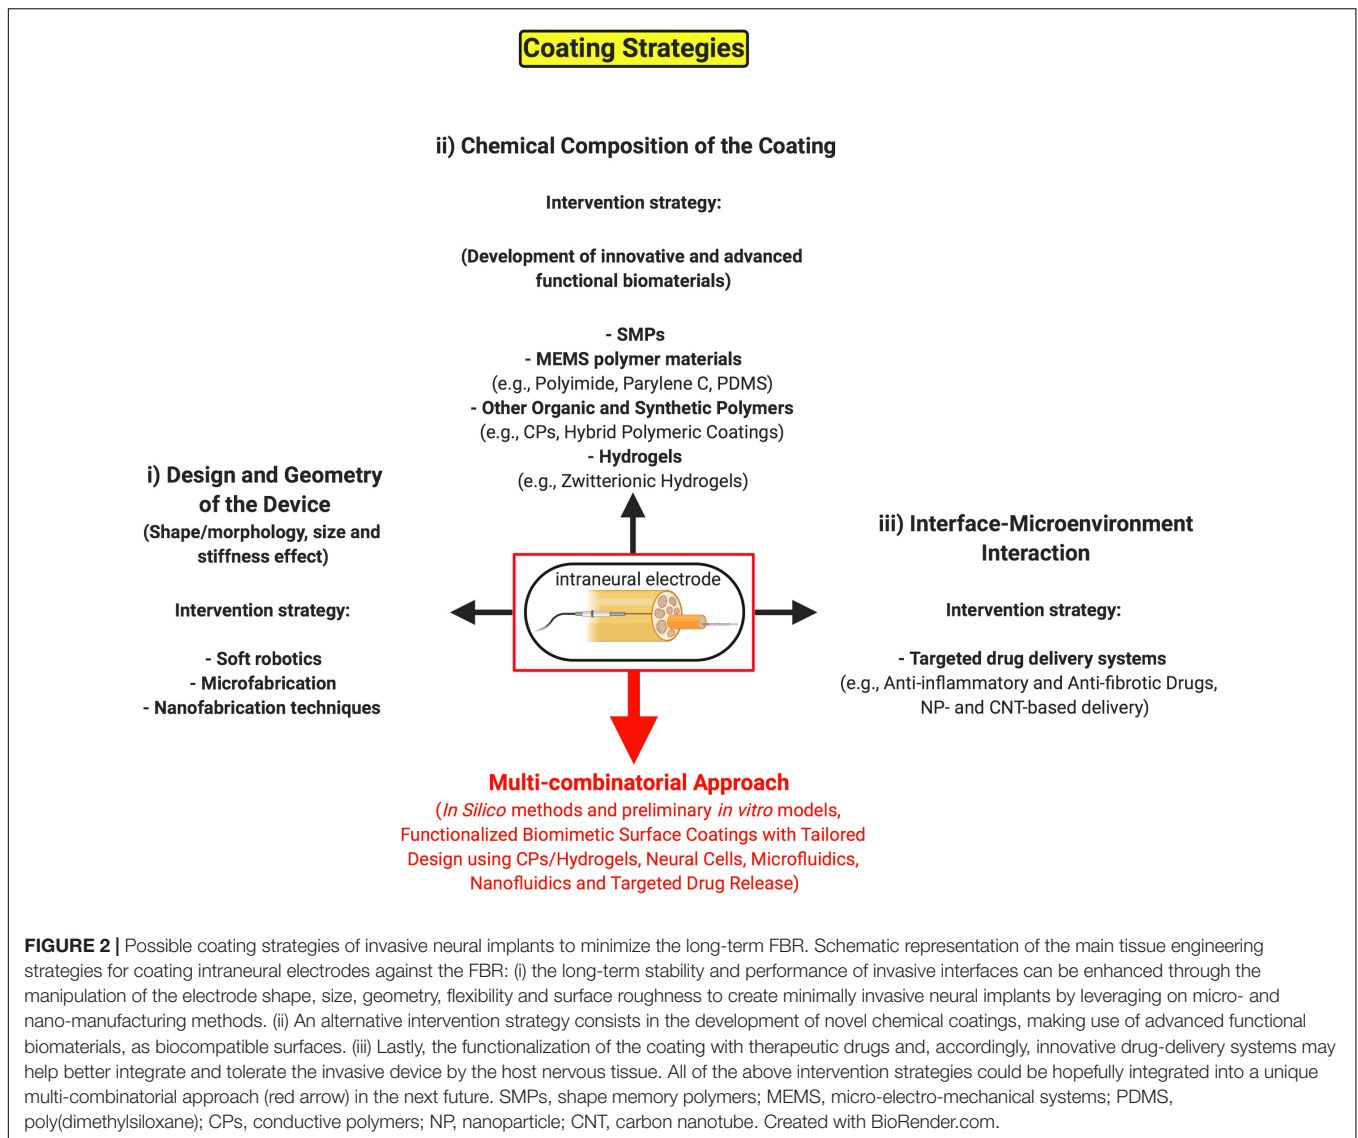 Coating Strategies
ii) Chemical Composition of the Coating
Intervention strategy:
(Development of innovative and advanced
functional biomaterials)
- SMPs
- MEMS polymer materials
(e.g., Polyimide, Parylene C, PDMS)
- Other Organic and Synthetic Polymers
(e.g., CPs, Hybrid Polymeric Coatings)
- Hydrogels
(e.g., Zwitterionic Hydrogels)
i) Design and Geometry
of the Device
(Shape/morphology, size and
stiffness effect)
Intervention strategy:
- Soft robotics
- Microfabrication
- Nanofabrication techniques
intraneural electrode
iii) Interface-Microenvironment
Interaction
Intervention strategy:
- Targeted drug delivery systems
(e.g., Anti-inflammatory and Anti-fibrotic Drugs,
NP- and CNT-based delivery)
Multi-combinatorial Approach
(In Silico methods and preliminary in vitro models,
Functionalized Biomimetic Surface Coatings with Tailored
Design using CPs/Hydrogels, Neural Cells, Microfluidics,
Nanofluidics and Targeted Drug Release)
FIGURE 2 | Possible coating strategies of invasive neural implants to minimize the long-term FBR. Schematic representation of the main tissue engineering
strategies for coating intraneural electrodes against the FBR: (i) the long-term stability and performance of invasive interfaces can be enhanced through the
manipulation of the electrode shape, size, geometry, flexibility and surface roughness to create minimally invasive neural implants by leveraging on micro- and
nano-manufacturing methods. (ii) An alternative intervention strategy consists in the development of novel chemical coatings, making use of advanced functional
biomaterials, as biocompatible surfaces. (iii) Lastly, the functionalization of the coating with therapeutic drugs and, accordingly, innovative drug-delivery systems may
help better integrate and tolerate the invasive device by the host nervous tissue. All of the above intervention strategies could be hopefully integrated into a unique
multi-combinatorial approach (red arrow) in the next future. SMPs, shape memory polymers; MEMS, micro-electro-mechanical systems; PDMS,
poly(dimethylsiloxane); CPs, conductive polymers; NP, nanoparticle; CNT, carbon nanotube. Created with BioRender.com.